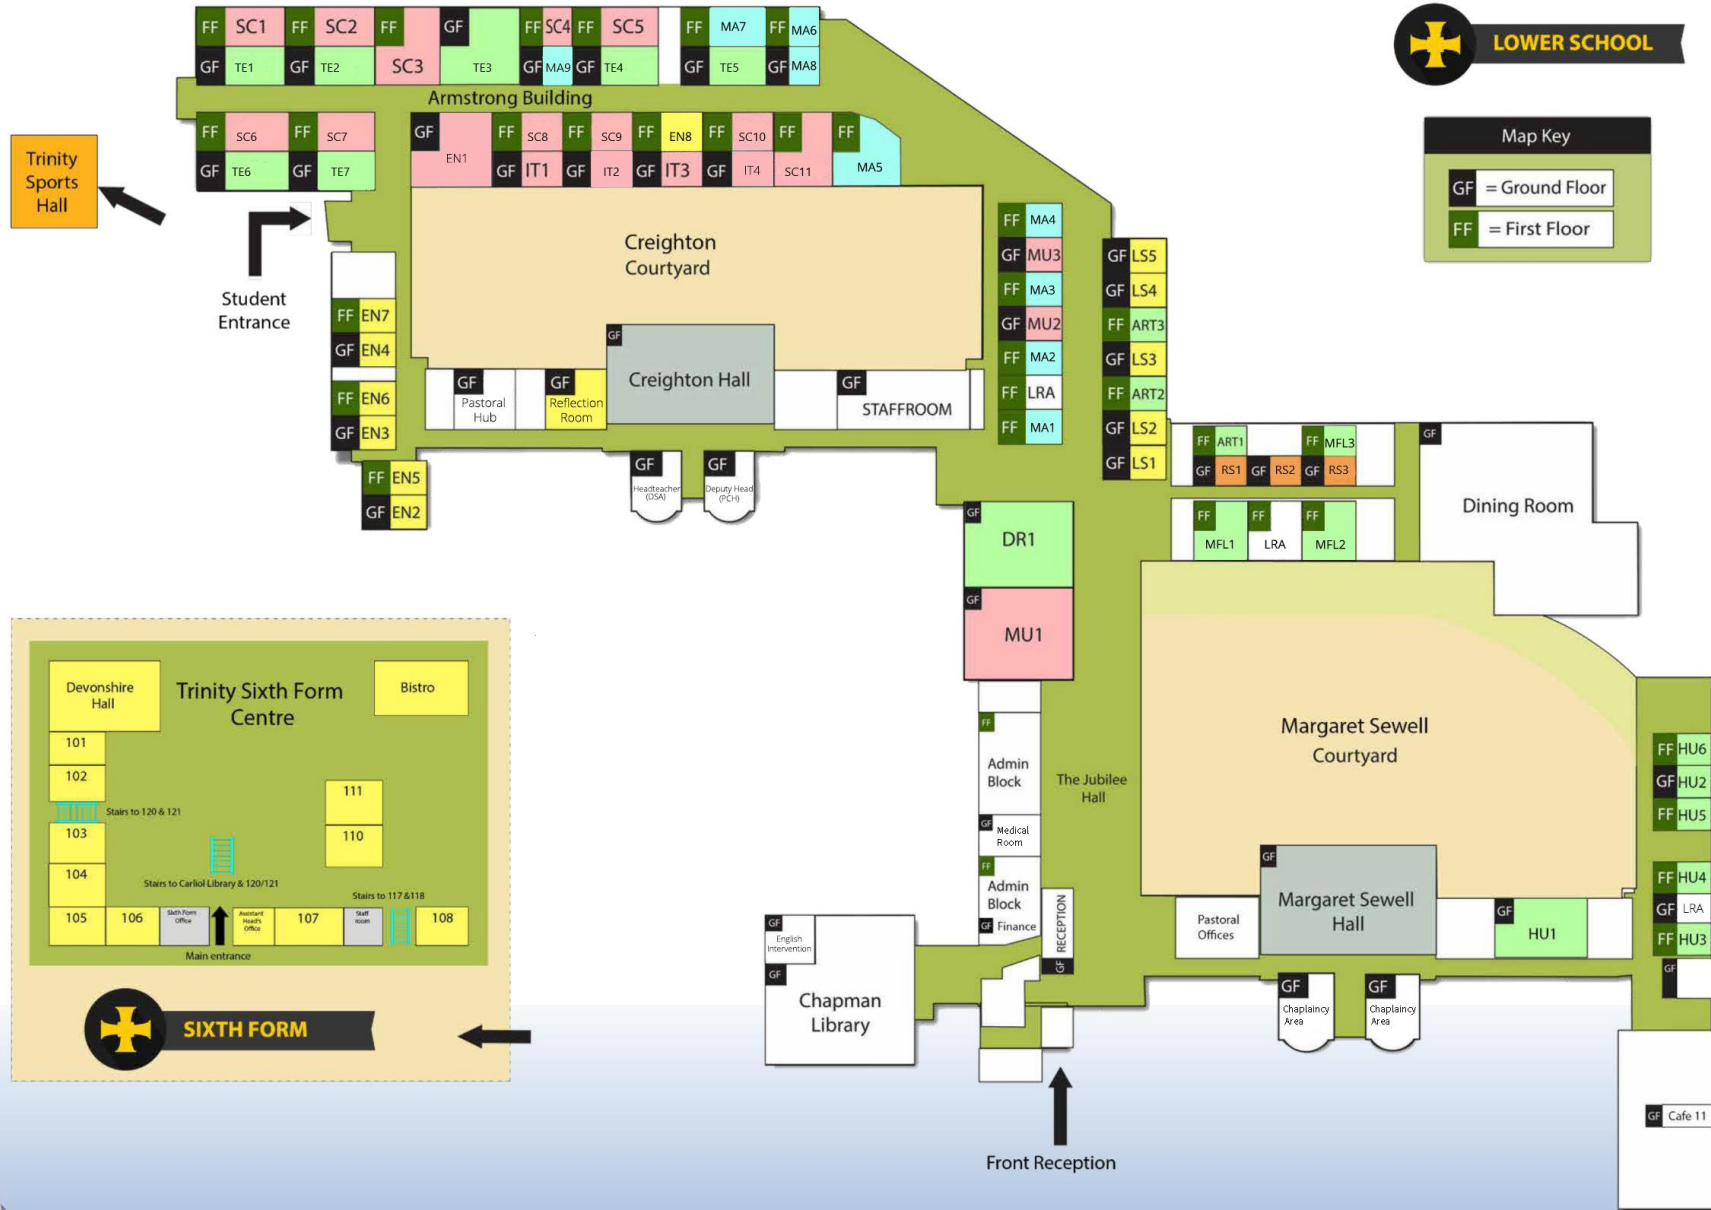 FF SC1 FF SC2 FF GF FF SC4 FF SC5 FF MA7 FF MA6
GF TE1 GF TE2 SC3 TE3 GF MA9 GF TE4 GF TE5 GF MA8
Armstrong Building
FF SC6 FF SC7 GF EN1 FF SC8 FF SC9 FF EN8 FF SC10 FF FF
GF TE6 GF TE7 GF IT1 GF IT2 GF IT3 GF IT4 SC11 MA5
LOWER SCHOOL
Map Key
GF = Ground Floor
FF = First Floor
Trinity
Sports
Hall
Student
Entrance
Creighton
Courtyard
GF
Creighton Hall
FF EN7
GF EN4
FF EN6
GF EN3
FF EN5
GF EN2
GF
Pastoral
Hub
GF
Reflection
Room
GF
STAFFROOM
GF
Headteacher
(DSA)
GF
Deputy Head
(PCH)
FF MA4
GF MU3
FF MA3
GF MU2
FF MA2
FF LRA
FF MA1
GF LS5
GF LS4
FF ART3
GF LS3
FF ART2
GF LS2
GF LS1
FF ART1 FF MFL3
GF RS1 GF RS2 GF RS3
FF FF FF
MFL1 LRA MFL2
GF
Dining Room
GF
DR1
GF
MU1
FF
Admin
Block
GF Medical
Room
FF
Admin
Block
GF Finance
The Jubilee
Hall
GF RECEPTION
Margaret Sewell
Courtyard
GF
Margaret Sewell
Hall
Pastoral
Offices
GF
HU1
FF HU6
GF HU2
FF HU5
FF HU4
GF LRA
FF HU3
GF
GF
Chaplaincy
Area
GF
Chaplaincy
Area
GF Cafe 11
GF
English
Intervention
GF
Chapman
Library
Front Reception
Devonshire
Hall
Trinity Sixth Form
Centre
Bistro
101
102
Stairs to 120 & 121
103
104
111
110
Stairs to Carliol Library & 120/121
Stairs to 117 &118
105
106
Sixth Form
Office
Assistant
Head's
Office
107
Staff
room
108
Main entrance
SIXTH FORM